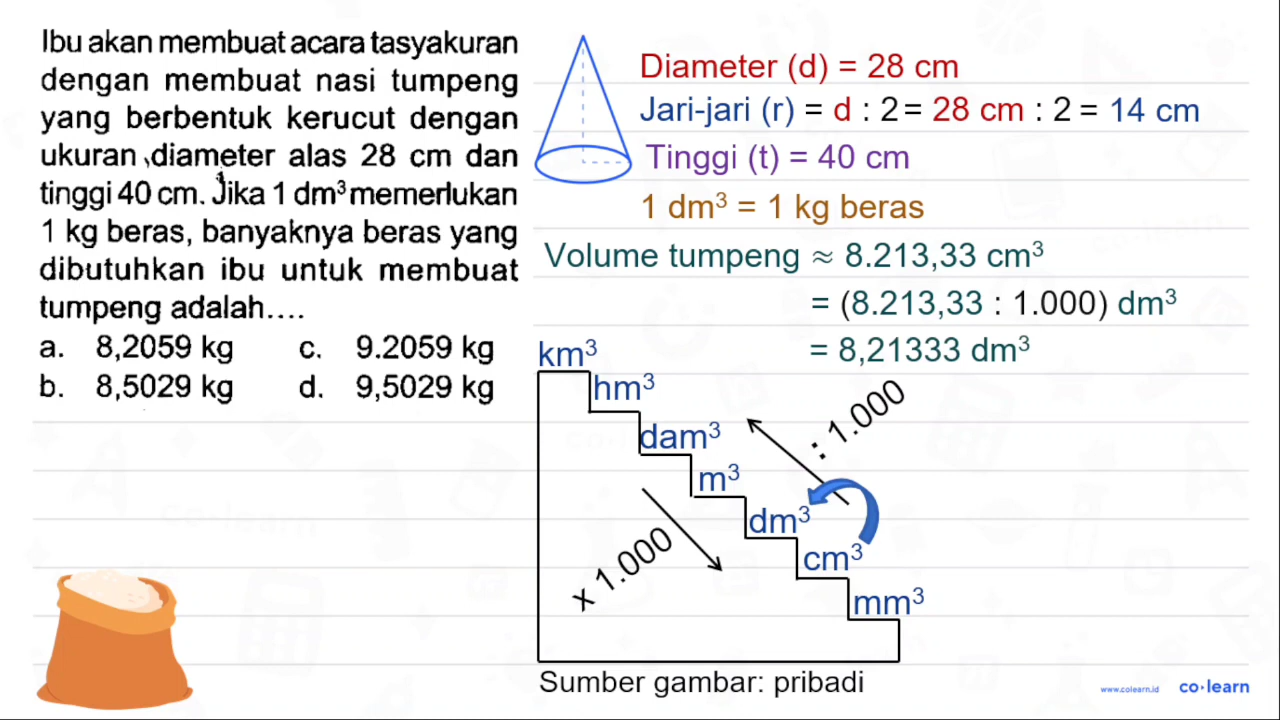 Ibu akan membuat acara tasyakuran
dengan membuat nasi tumpeng
yang berbentuk kerucut dengan
ukuran diameter alas 28 cm dan
tinggi 40 cm. Jika 1 dm³ memerlukan
1 kg beras, banyaknya beras yang
dibutuhkan ibu untuk membuat
tumpeng adalah....
a. 8,2059 kg c. 9.2059 kg
b. 8,5029 kg d. 9,5029 kg
Diameter (d) = 28 cm
Jari-jari (r) = d : 2 = 28 cm : 2 = 14 cm
Tinggi (t) = 40 cm
1 dm³ = 1 kg beras
Volume tumpeng ≈ 8.213,33 cm³
= (8.213,33 : 1.000) dm³
= 8,21333 dm³
km³
hm³
dam³
m³
dm³
cm³
mm³
: 1.000
x 1.000
Sumber gambar: pribadi
www.colearn.id co·learn